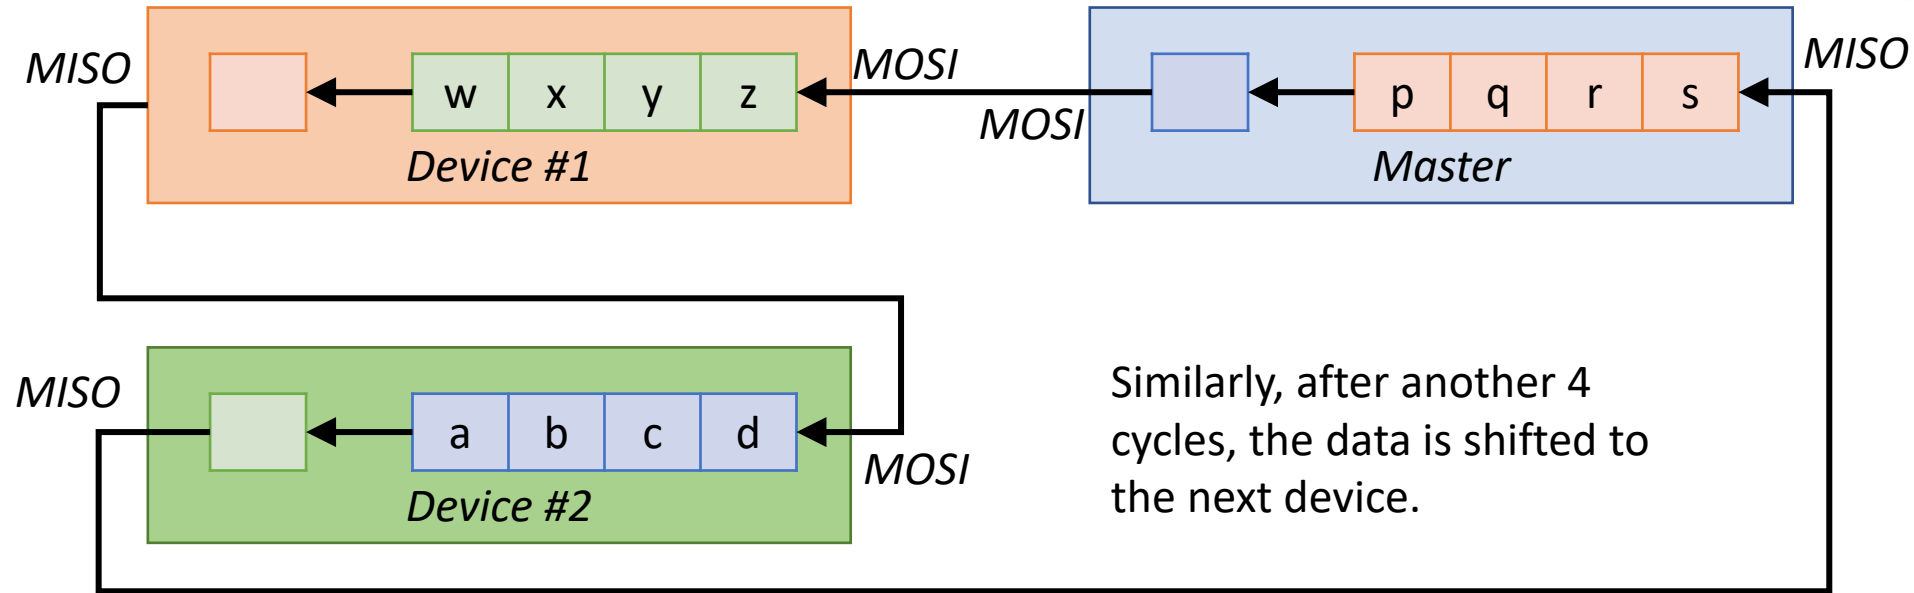 MISO
w x y z
MOSI
MOSI
p q r s
MISO
Device #1
Master
MISO
a b c d
MOSI
Device #2
Similarly, after another 4
cycles, the data is shifted to
the next device.